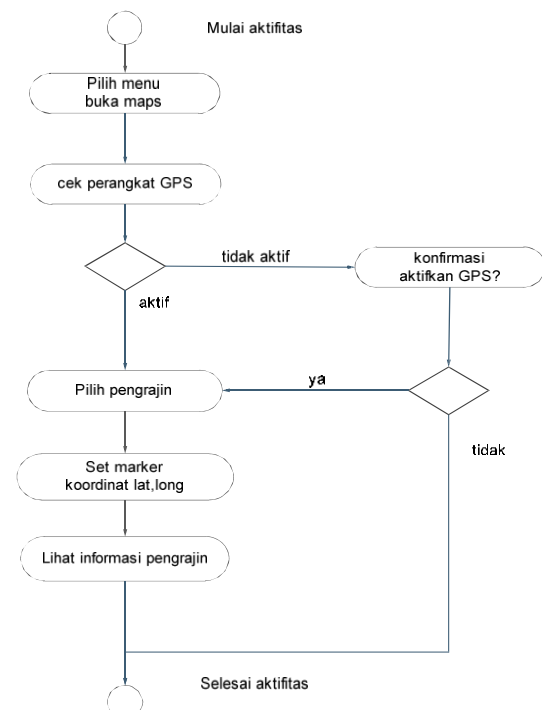 Mulai aktifitas
Pilih menu
buka maps
cek perangkat GPS
tidak aktif
konfirmasi
aktifkan GPS?
aktif
Pilih pengrajin
ya
tidak
Set marker
koordinat lat,long
Lihat informasi pengrajin
Selesai aktifitas